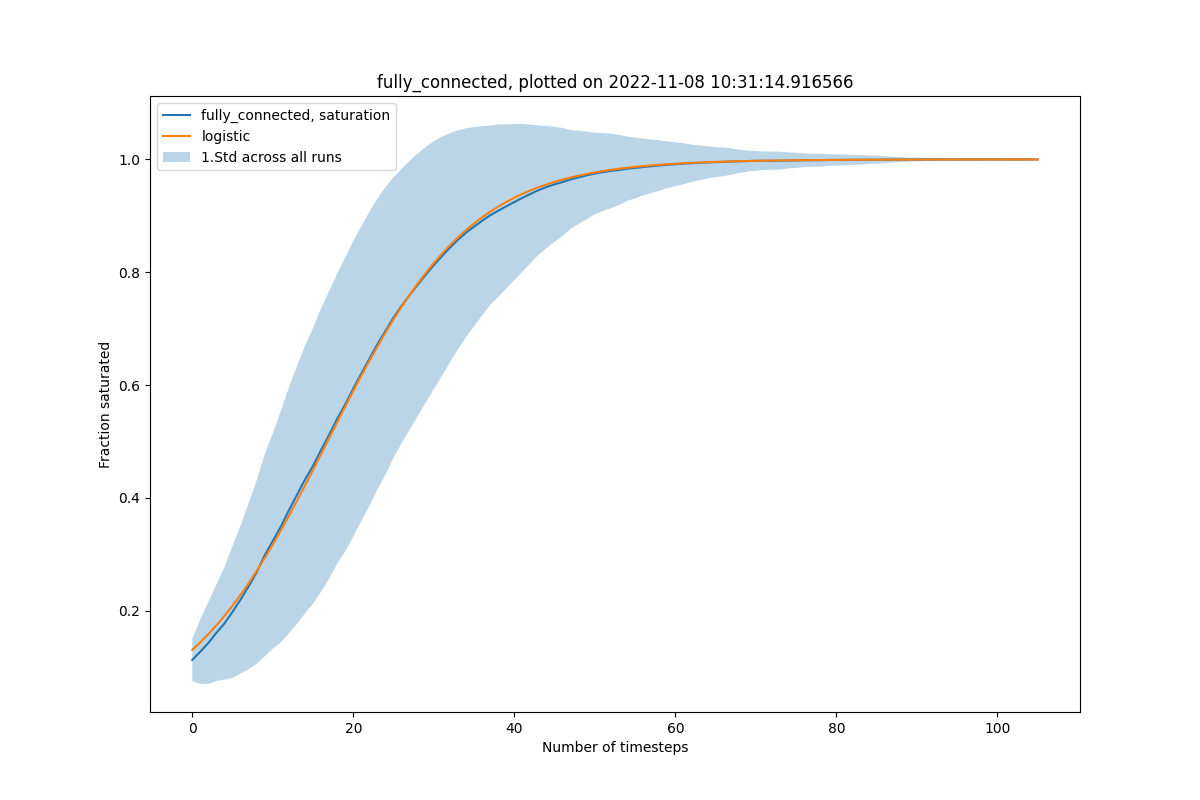 fully_connected, plotted on 2022-11-08 10:31:14.916566
fully_connected, saturation
logistic
1.Std across all runs
1.0
0.8
0.6
0.4
0.2
Fraction saturated
0 20 40 60 80 100
Number of timesteps